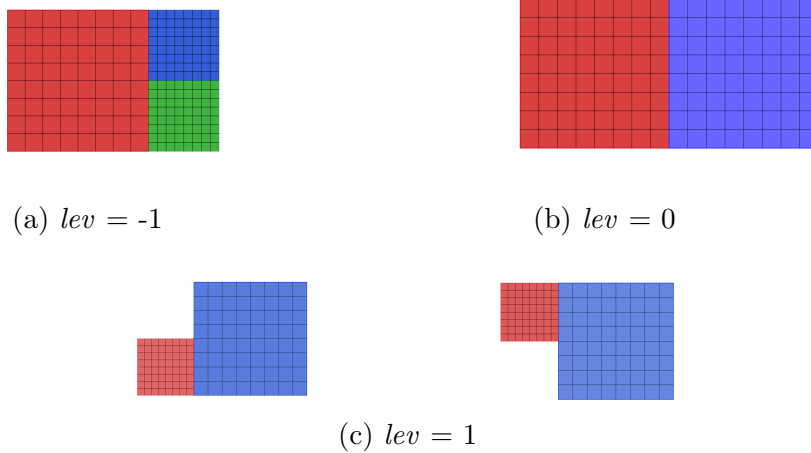 (a) lev = -1
(b) lev = 0
(c) lev = 1